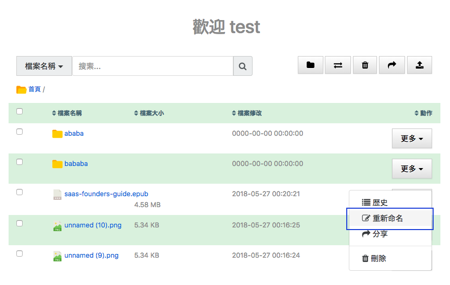 歡迎 test
檔案名稱 搜索...
首頁 /
檔案名稱 檔案大小 檔案修改 動作
ababa 0000-00-00 00:00:00 更多
bababa 0000-00-00 00:00:00 更多
saas-founders-guide.epub 2018-05-27 00:20:21
4.58 MB
歷史
重新命名
unnamed (10).png 5.34 KB 2018-05-27 00:16:25
分享
unnamed (9).png 5.34 KB 2018-05-27 00:16:24
刪除